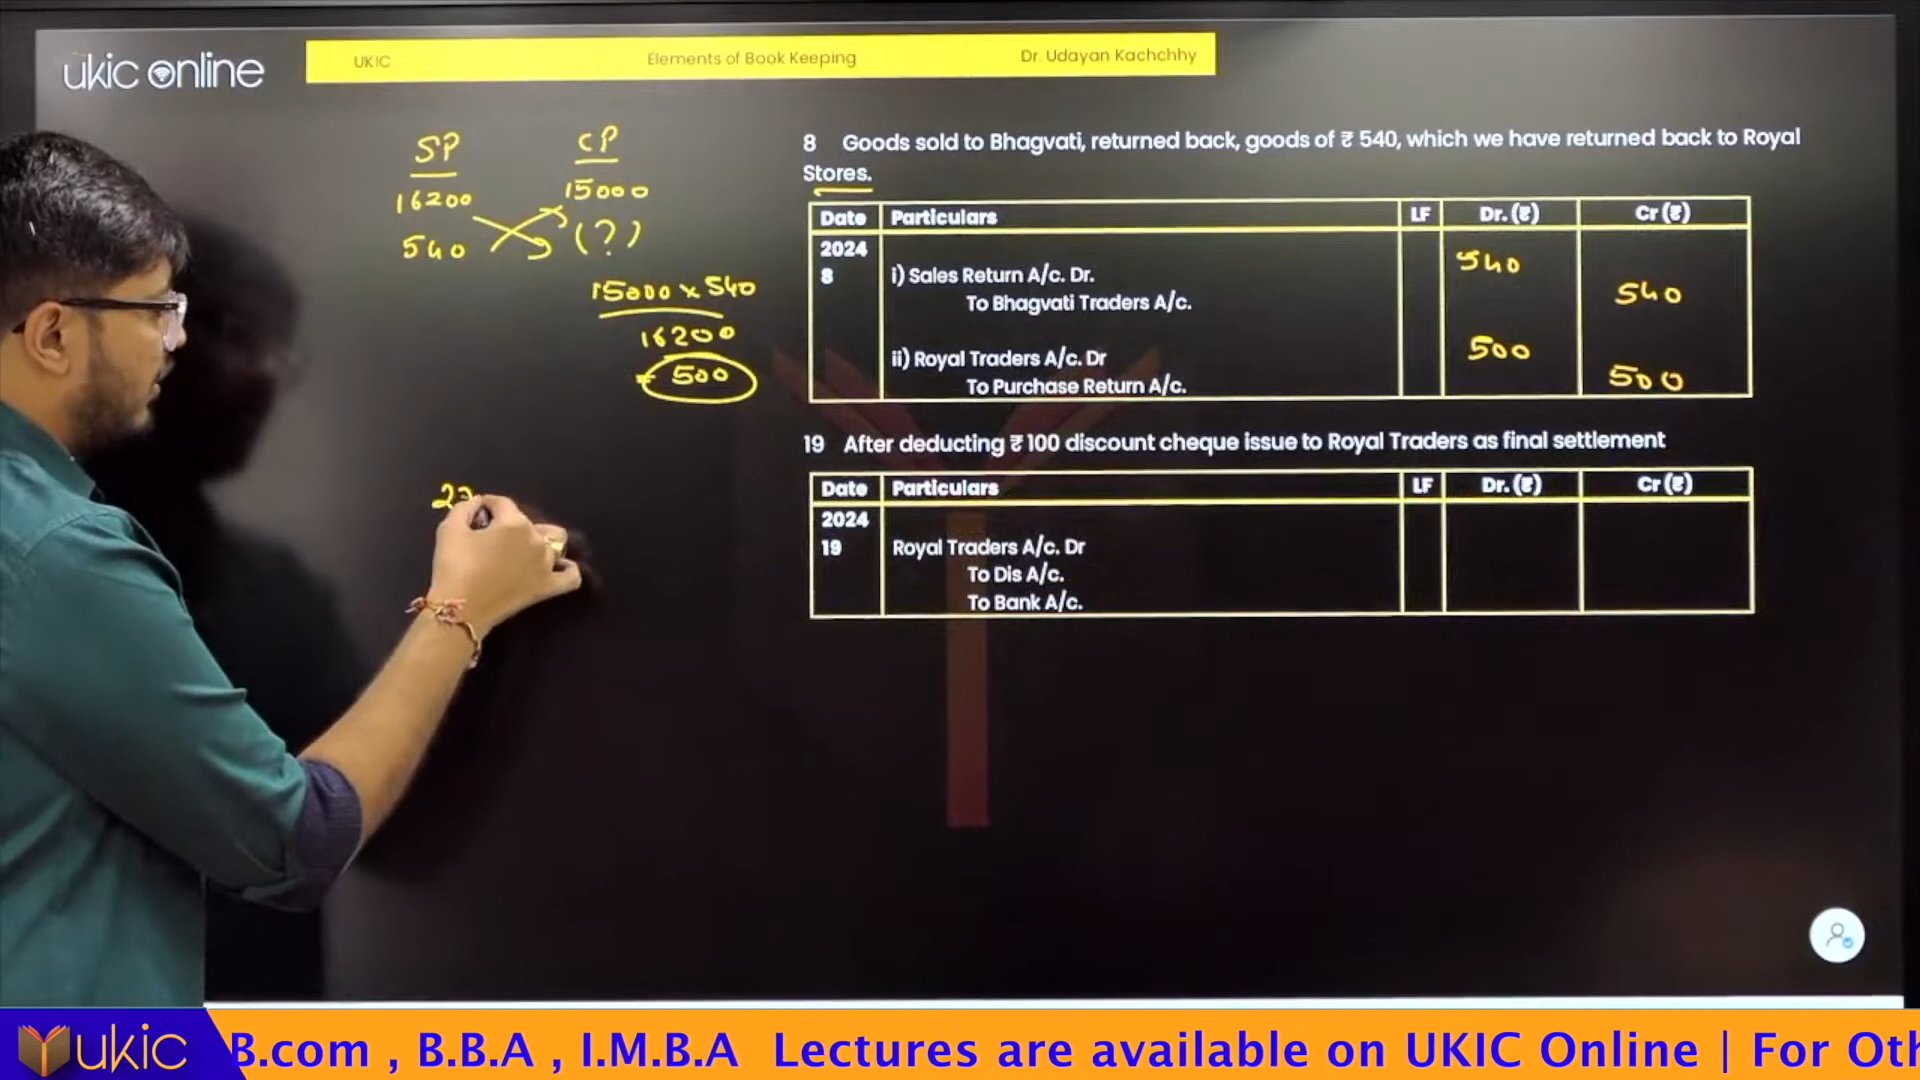 ukic online
UKIC Elements of Book Keeping Dr. Udayan Kachchhy
SP CP
16200 15000
540 (?)
15000 x 540
16200
= 500
22
8 Goods sold to Bhagvati, returned back, goods of ₹ 540, which we have returned back to Royal
Stores.
Date Particulars LF Dr. (₹) Cr (₹)
2024
8 i) Sales Return A/c. Dr. 540
To Bhagvati Traders A/c. 540
ii) Royal Traders A/c. Dr 500
To Purchase Return A/c. 500
19 After deducting ₹ 100 discount cheque issue to Royal Traders as final settlement
Date Particulars LF Dr. (₹) Cr (₹)
2024
19 Royal Traders A/c. Dr
To Dis A/c.
To Bank A/c.
ukic B.com , B.B.A , I.M.B.A Lectures are available on UKIC Online | For Oth